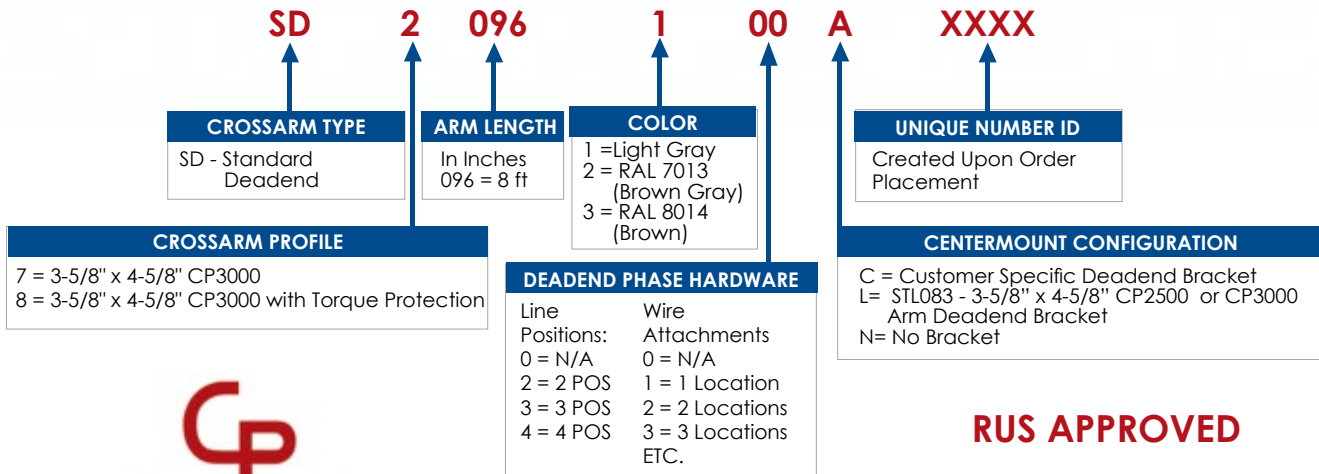 SD 2 096 1 00 A XXXX
CROSSARM TYPE
SD - Standard
Deadend
ARM LENGTH
In Inches
096 = 8 ft
COLOR
1 =Light Gray
2 = RAL 7013
(Brown Gray)
3 = RAL 8014
(Brown)
UNIQUE NUMBER ID
Created Upon Order
Placement
CROSSARM PROFILE
7 = 3-5/8" x 4-5/8" CP3000
8 = 3-5/8" x 4-5/8" CP3000 with Torque Protection
DEADEND PHASE HARDWARE
Line Wire
Positions: Attachments
0 = N/A 0 = N/A
2 = 2 POS 1 = 1 Location
3 = 3 POS 2 = 2 Locations
4 = 4 POS 3 = 3 Locations
ETC.
CENTERMOUNT CONFIGURATION
C = Customer Specific Deadend Bracket
L= STL083 - 3-5/8” x 4-5/8” CP2500 or CP3000
Arm Deadend Bracket
N= No Bracket
CP
RUS APPROVED